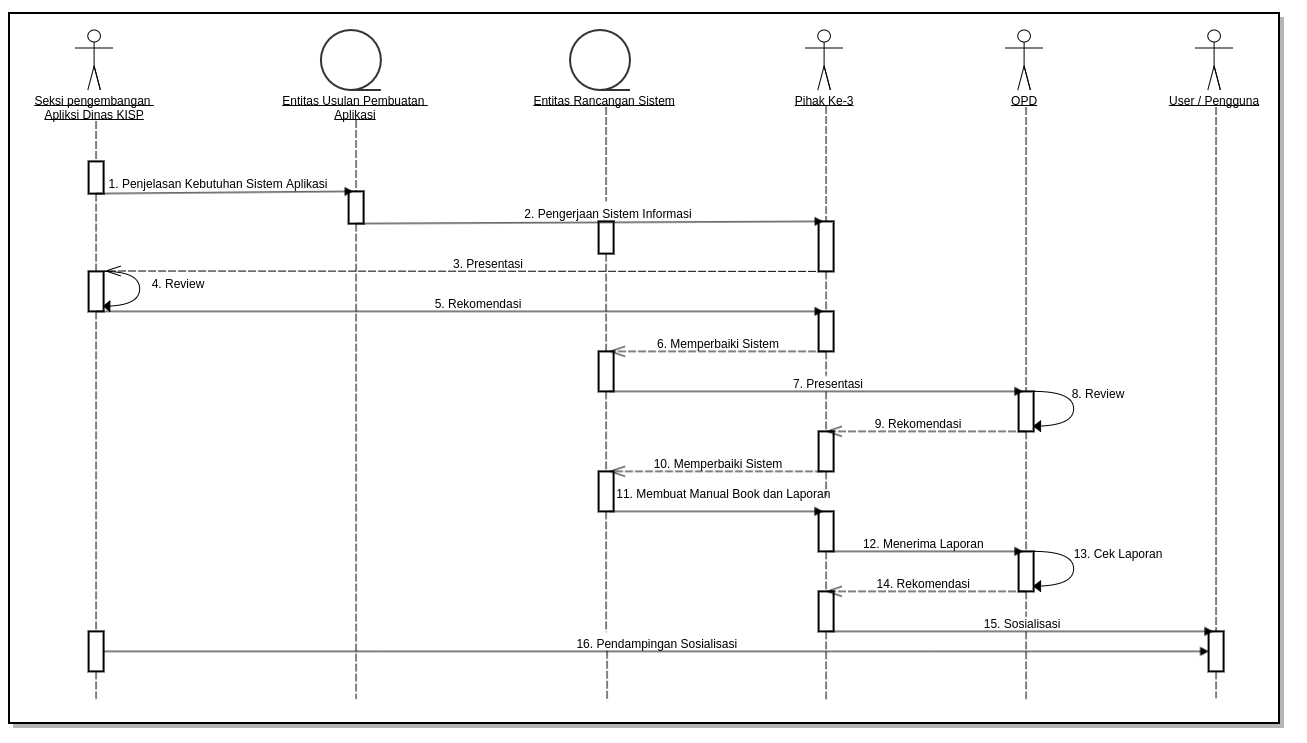 Seksi pengembangan
Apliksi Dinas KISP
Entitas Usulan Pembuatan
Aplikasi
Entitas Rancangan Sistem
Pihak Ke-3
OPD
User / Pengguna
1. Penjelasan Kebutuhan Sistem Aplikasi
2. Pengerjaan Sistem Informasi
3. Presentasi
4. Review
5. Rekomendasi
6. Memperbaiki Sistem
7. Presentasi
8. Review
9. Rekomendasi
10. Memperbaiki Sistem
11. Membuat Manual Book dan Laporan
12. Menerima Laporan
13. Cek Laporan
14. Rekomendasi
15. Sosialisasi
16. Pendampingan Sosialisasi